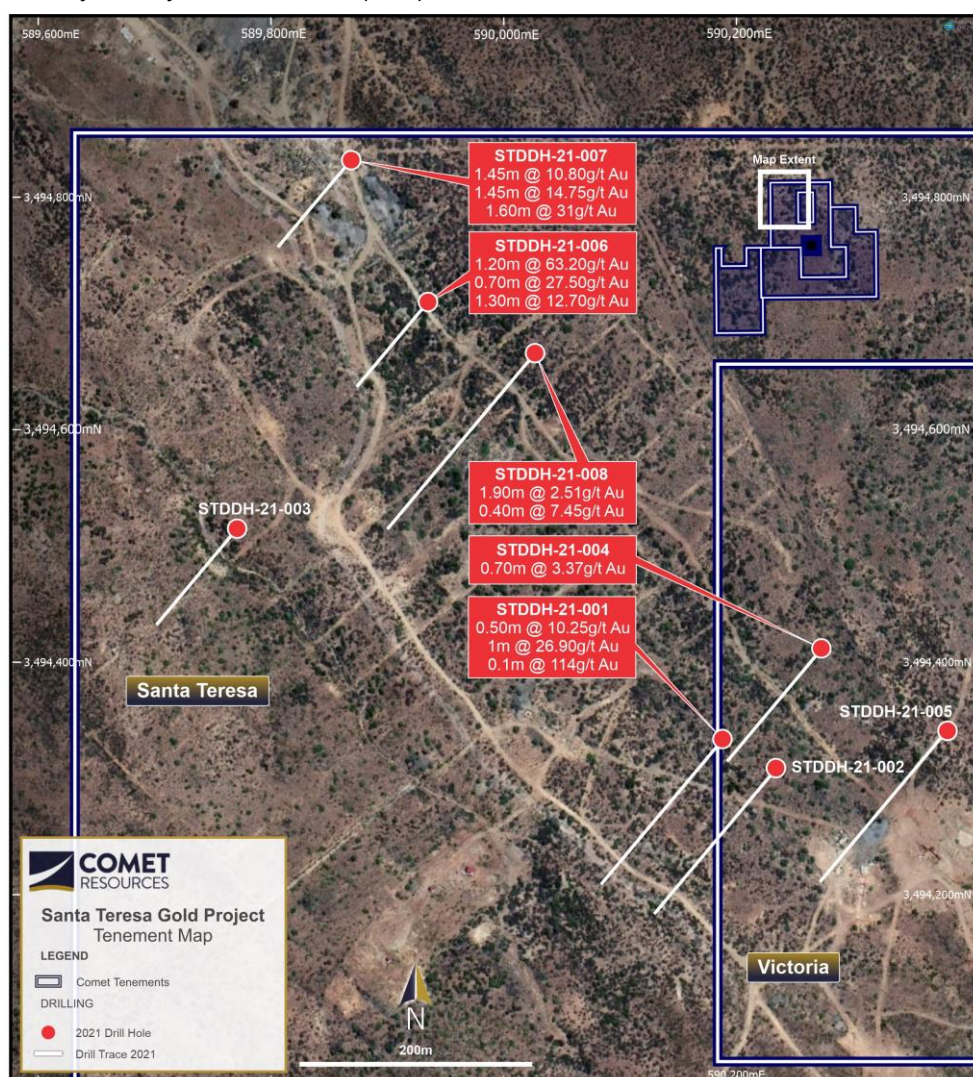 589,600mE
589,800mE
590,000mE
590,200mE
Map Extent
STDDH-21-007
1.45m @ 10.80g/t Au
1.45m @ 14.75g/t Au
1.60m @ 31g/t Au
3,494,800mN
3,494,800mN
STDDH-21-006
1.20m @ 63.20g/t Au
0.70m @ 27.50g/t Au
1.30m @ 12.70g/t Au
3,494,600mN
3,494,600mN
STDDH-21-008
1.90m @ 2.51g/t Au
0.40m @ 7.45g/t Au
STDDH-21-003
STDDH-21-004
0.70m @ 3.37g/t Au
STDDH-21-001
0.50m @ 10.25g/t Au
1m @ 26.90g/t Au
0.1m @ 114g/t Au
3,494,400mN
3,494,400mN
Santa Teresa
STDDH-21-005
STDDH-21-002
3,494,200mN
Victoria
COMET
RESOURCES
Santa Teresa Gold Project
Tenement Map
LEGEND
Comet Tenements
DRILLING
2021 Drill Hole
Drill Trace 2021
N
200m
590,200mE